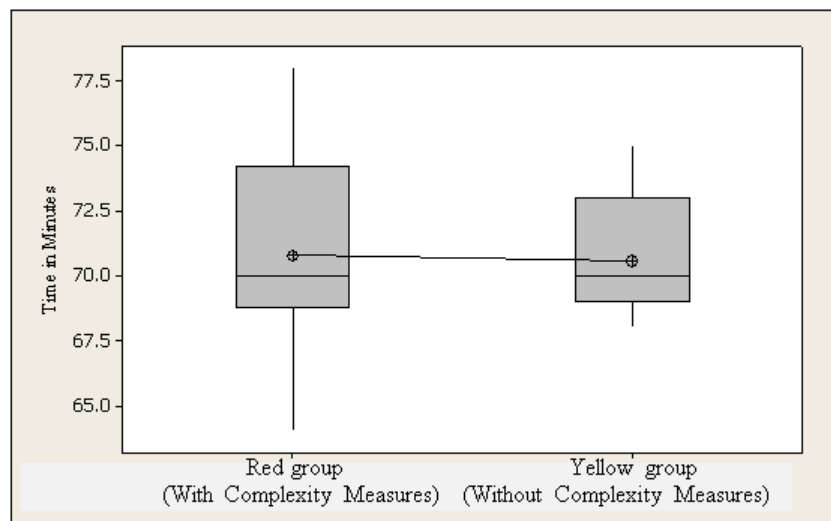 77.5
75.0
72.5
70.0
67.5
65.0
Time in Minutes
Red group
(With Complexity Measures)
Yellow group
(Without Complexity Measures)